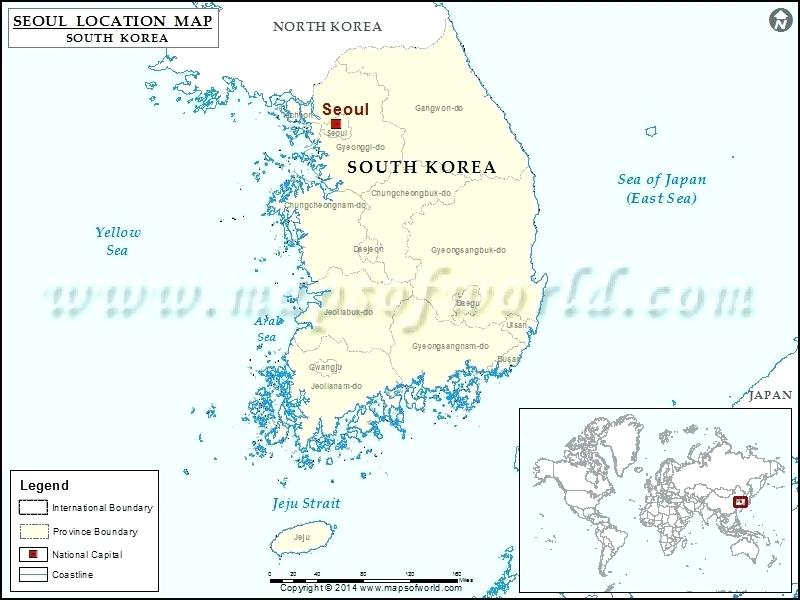 SEOUL LOCATION MAP
SOUTH KOREA
NORTH KOREA
N
Seoul
Gangwon-do
Seoul
Gyeonggi-do
SOUTH KOREA
Sea of Japan
(East Sea)
Chungcheongbuk-do
Chungcheongnam-do
Yellow
Sea
Daejeon
Gyeongsangbuk-do
www.mapsofworld.com
Daegu
Jeollabuk-do
Arab
Sea
Ulsan
Gyeongsangnam-do
Busan
Gwangju
Jeollanam-do
JAPAN
Legend
International Boundary
Province Boundary
National Capital
Coastline
Jeju Strait
Jeju
0 20 40 80 120 160
Miles
Copyright © 2014 www.mapsofworld.com